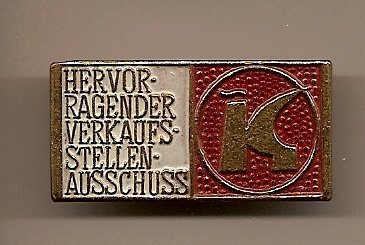 HERVOR-
RAGENDER
VERKAUFS-
STELLEN-
AUSSCHUSS
K